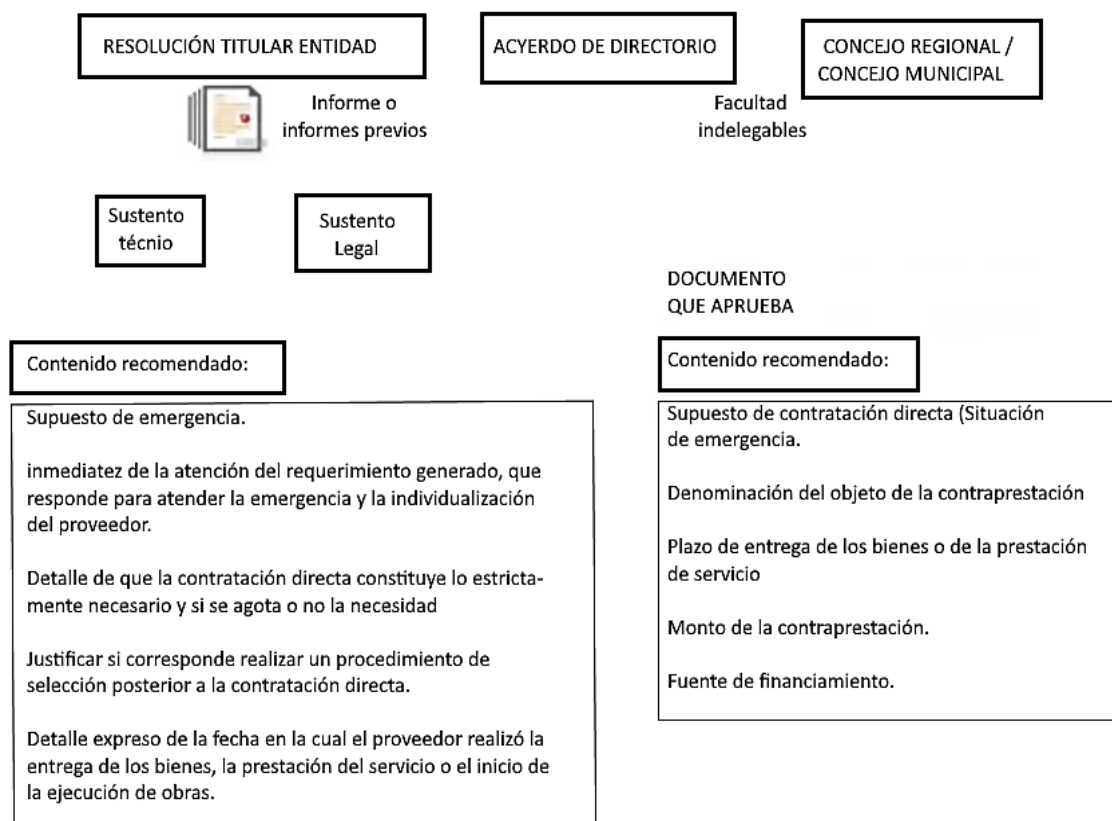 RESOLUCIÓN TITULAR ENTIDAD
ACYERDO DE DIRECTORIO
CONCEJO REGIONAL /
CONCEJO MUNICIPAL
Informe o
informes previos
Facultad
indelegables
Sustento
técnio
Sustento
Legal
DOCUMENTO
QUE APRUEBA
Contenido recomendado:
Supuesto de emergencia.
inmediatez de la atención del requerimiento generado, que
responde para atender la emergencia y la individualización
del proveedor.
Detalle de que la contratación directa constituye lo estricta-
mente necesario y si se agota o no la necesidad
Justificar si corresponde realizar un procedimiento de
selección posterior a la contratación directa.
Detalle expreso de la fecha en la cual el proveedor realizó la
entrega de los bienes, la prestación del servicio o el inicio de
la ejecución de obras.
Contenido recomendado:
Supuesto de contratación directa (Situación
de emergencia.
Denominación del objeto de la contraprestación
Plazo de entrega de los bienes o de la prestación
de servicio
Monto de la contraprestación.
Fuente de financiamiento.